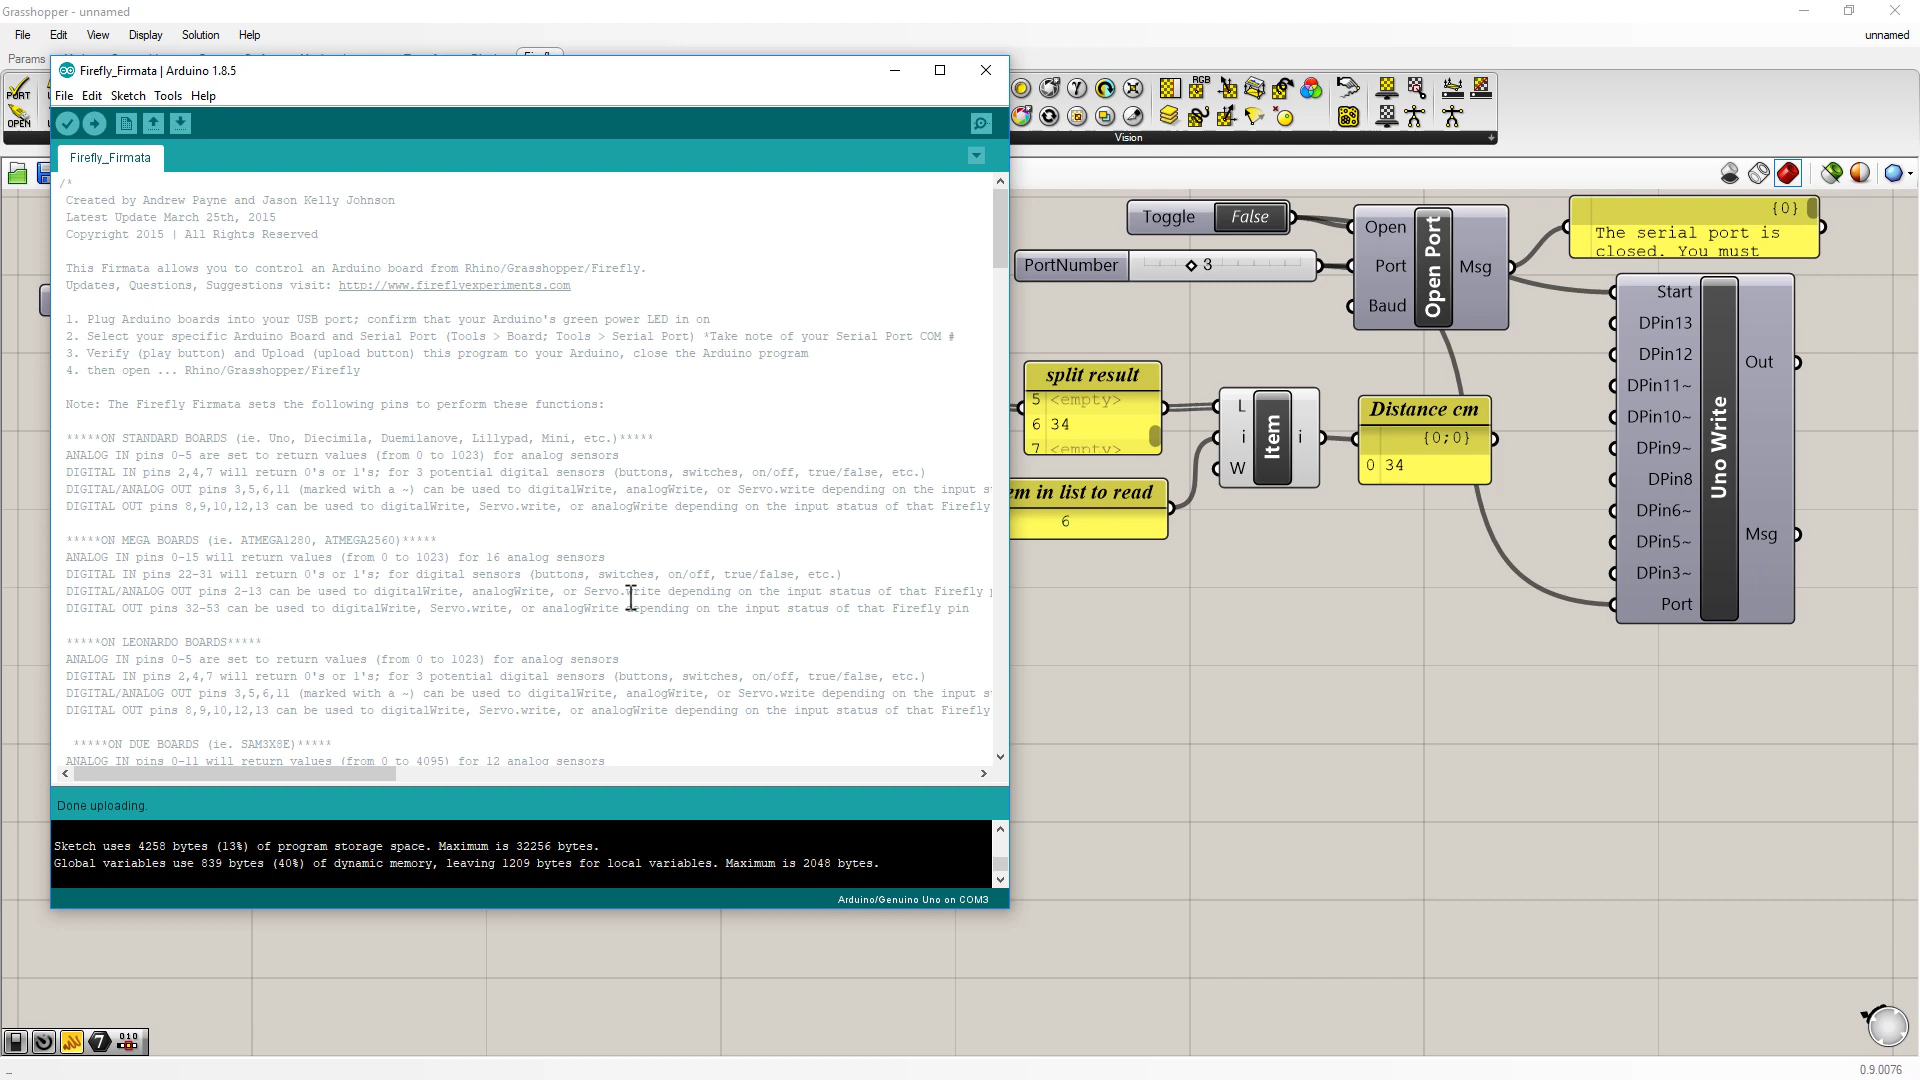 Grasshopper - unnamed
File Edit View Display Solution Help
unnamed
Params
Firefly_Firmata | Arduino 1.8.5
File Edit Sketch Tools Help
PORT
OPEN
RGB
Vision
Firefly_Firmata
/*
Created by Andrew Payne and Jason Kelly Johnson
Latest Update March 25th, 2015
Copyright 2015 | All Rights Reserved
This Firmata allows you to control an Arduino board from Rhino/Grasshopper/Firefly.
Updates, Questions, Suggestions visit: http://www.fireflyexperiments.com
1. Plug Arduino boards into your USB port; confirm that your Arduino's green power LED in on
2. Select your specific Arduino Board and Serial Port (Tools > Board; Tools > Serial Port) *Take note of your Serial Port COM #
3. Verify (play button) and Upload (upload button) this program to your Arduino, close the Arduino program
4. then open ... Rhino/Grasshopper/Firefly
Note: The Firefly Firmata sets the following pins to perform these functions:
*****ON STANDARD BOARDS (ie. Uno, Diecimila, Duemilanove, Lillypad, Mini, etc.)*****
ANALOG IN pins 0-5 are set to return values (from 0 to 1023) for analog sensors
DIGITAL IN pins 2,4,7 will return 0's or 1's; for 3 potential digital sensors (buttons, switches, on/off, true/false, etc.)
DIGITAL/ANALOG OUT pins 3,5,6,11 (marked with a ~) can be used to digitalWrite, analogWrite, or Servo.write depending on the input s
DIGITAL OUT pins 8,9,10,12,13 can be used to digitalWrite, Servo.write, or analogWrite depending on the input status of that Firefly
*****ON MEGA BOARDS (ie. ATMEGA1280, ATMEGA2560)*****
ANALOG IN pins 0-15 will return values (from 0 to 1023) for 16 analog sensors
DIGITAL IN pins 22-31 will return 0's or 1's; for digital sensors (buttons, switches, on/off, true/false, etc.)
DIGITAL/ANALOG OUT pins 2-13 can be used to digitalWrite, analogWrite, or Servo.write depending on the input status of that Firefly p
DIGITAL OUT pins 32-53 can be used to digitalWrite, Servo.write, or analogWrite depending on the input status of that Firefly pin
*****ON LEONARDO BOARDS*****
ANALOG IN pins 0-5 are set to return values (from 0 to 1023) for analog sensors
DIGITAL IN pins 2,4,7 will return 0's or 1's; for 3 potential digital sensors (buttons, switches, on/off, true/false, etc.)
DIGITAL/ANALOG OUT pins 3,5,6,11 (marked with a ~) can be used to digitalWrite, analogWrite, or Servo.write depending on the input s
DIGITAL OUT pins 8,9,10,12,13 can be used to digitalWrite, Servo.write, or analogWrite depending on the input status of that Firefly
*****ON DUE BOARDS (ie. SAM3X8E)*****
ANALOG IN pins 0-11 will return values (from 0 to 4095) for 12 analog sensors
Done uploading.
Sketch uses 4258 bytes (13%) of program storage space. Maximum is 32256 bytes.
Global variables use 839 bytes (40%) of dynamic memory, leaving 1209 bytes for local variables. Maximum is 2048 bytes.
Arduino/Genuino Uno on COM3
Toggle False
PortNumber 3
Open
Port
Baud
Open Port
Msg
{0}
The serial port is
closed. You must
split result
5 <empty>
6 34
7 <empty>
em in list to read
6
L
i
W
Item
i
Distance cm
{0;0}
0 34
Start
DPin13
DPin12
DPin11~
DPin10~
DPin9~
DPin8
DPin6~
DPin5~
DPin3~
Port
Uno Write
Out
Msg
7
010
0.9.0076